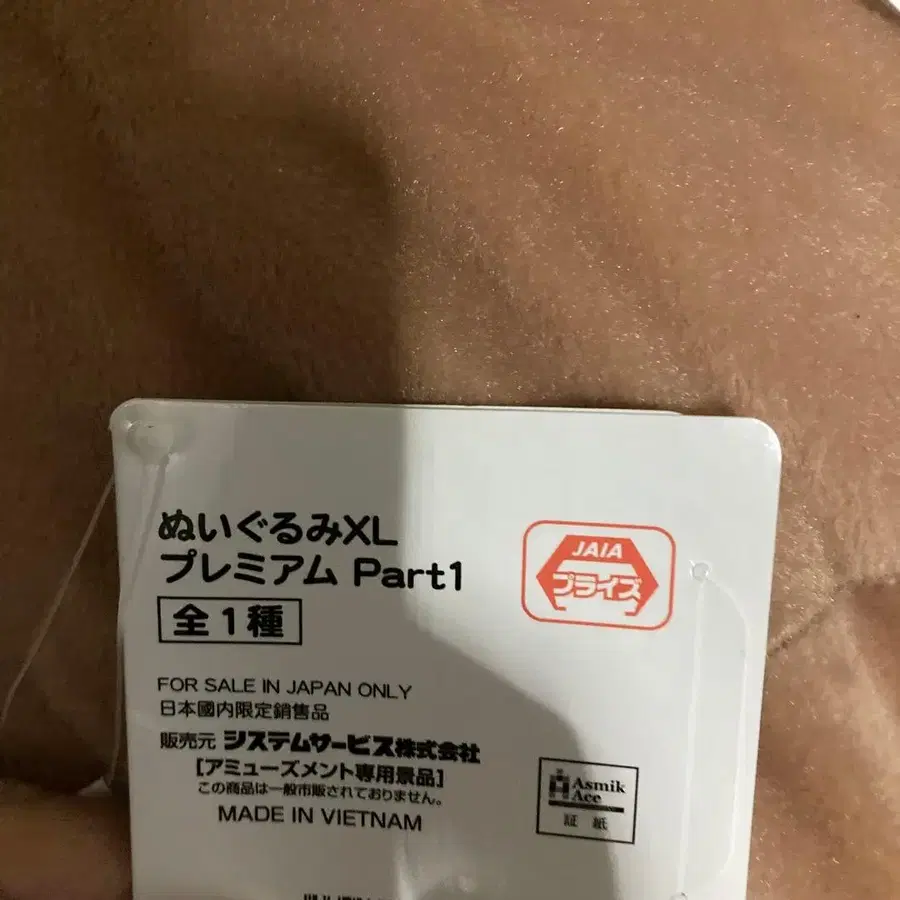 ぬいぐるみXL
プレミアム Part1
全1種
JAIA
プライズ
FOR SALE IN JAPAN ONLY
日本國内限定銷售品
販売元 システムサービス株式会社
[アミューズメント専用景品]
この商品は一般市販されておりません。
MADE IN VIETNAM
Asmik
Ace
証 紙